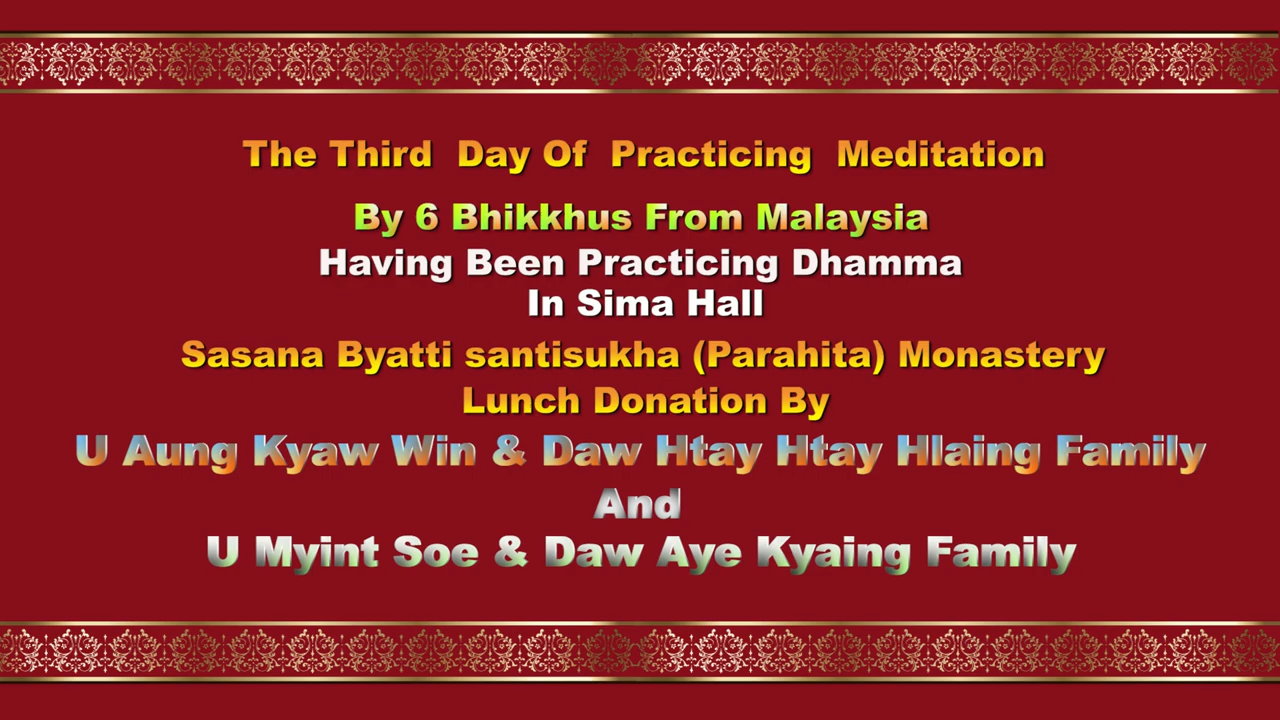 The Third Day Of Practicing Meditation
By 6 Bhikkhus From Malaysia
Having Been Practicing Dhamma
In Sima Hall
Sasana Byatti santisukha (Parahita) Monastery
Lunch Donation By
U Aung Kyaw Win & Daw Htay Htay Hlaing Family
And
U Myint Soe & Daw Aye Kyaing Family